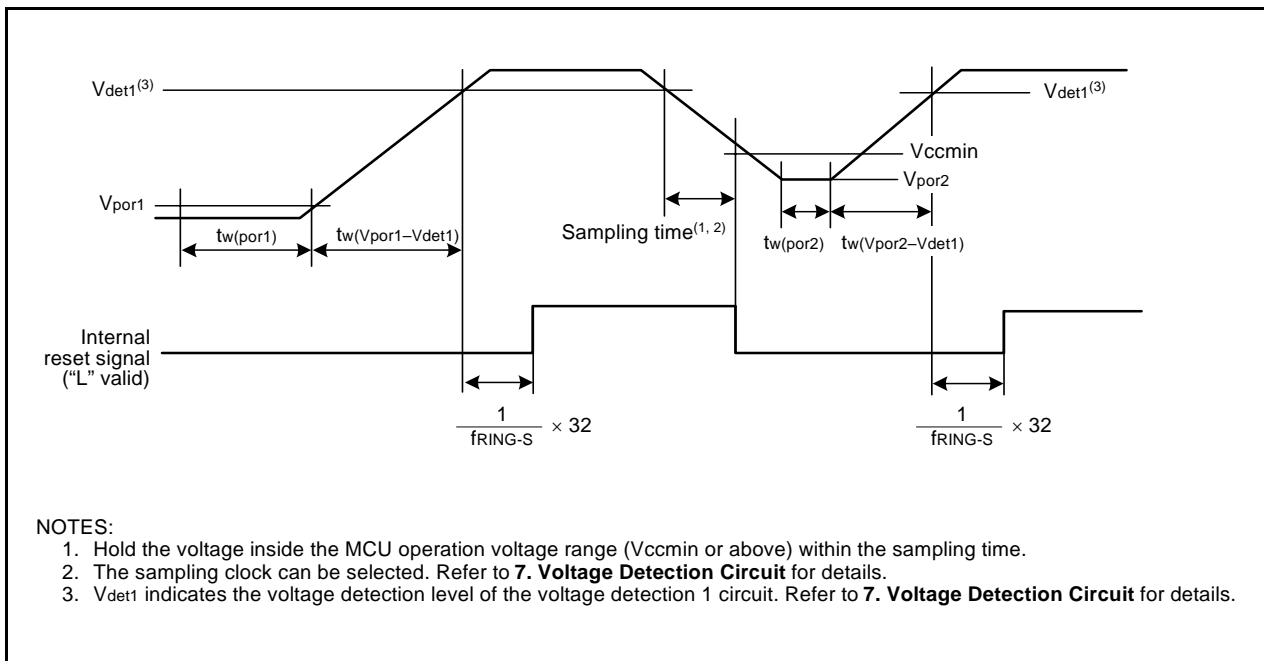 Vdet1(3)
Vdet1(3)
Vccmin
Vpor1
Vpor2
tw(por1)
tw(Vpor1–Vdet1)
Sampling time(1, 2)
tw(por2)
tw(Vpor2–Vdet1)
Internal
reset signal
(“L” valid)
1
fRING-S
× 32
1
fRING-S
× 32
NOTES:
1. Hold the voltage inside the MCU operation voltage range (Vccmin or above) within the sampling time.
2. The sampling clock can be selected. Refer to 7. Voltage Detection Circuit for details.
3. Vdet1 indicates the voltage detection level of the voltage detection 1 circuit. Refer to 7. Voltage Detection Circuit for details.